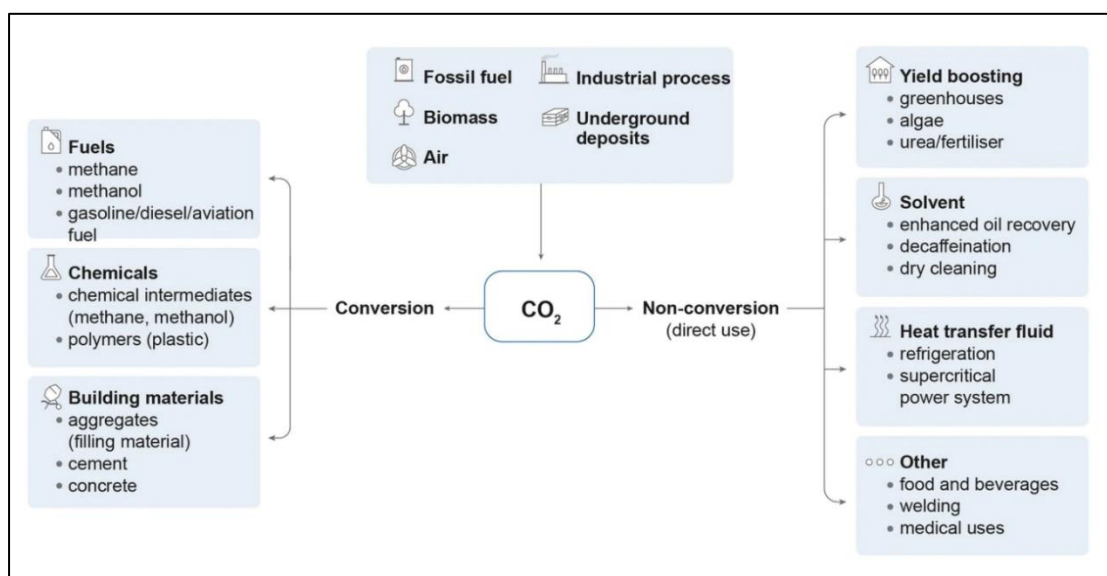 Fossil fuel
Biomass
Air
Industrial process
Underground
deposits
Fuels
• methane
• methanol
• gasoline/diesel/aviation
fuel
Chemicals
• chemical intermediates
(methane, methanol)
• polymers (plastic)
Building materials
• aggregates
(filling material)
• cement
• concrete
Conversion
CO₂
Non-conversion
(direct use)
Yield boosting
• greenhouses
• algae
• urea/fertiliser
Solvent
• enhanced oil recovery
• decaffeination
• dry cleaning
Heat transfer fluid
• refrigeration
• supercritical
power system
Other
• food and beverages
• welding
• medical uses